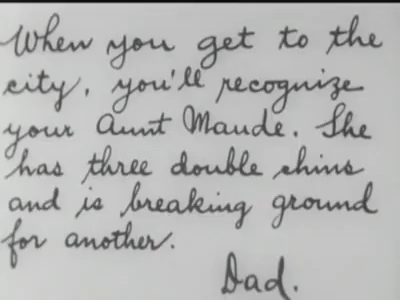 When you get to the
city, you'll recognize
your Aunt Maude. She
has three double chins
and is breaking ground
for another.
Dad.